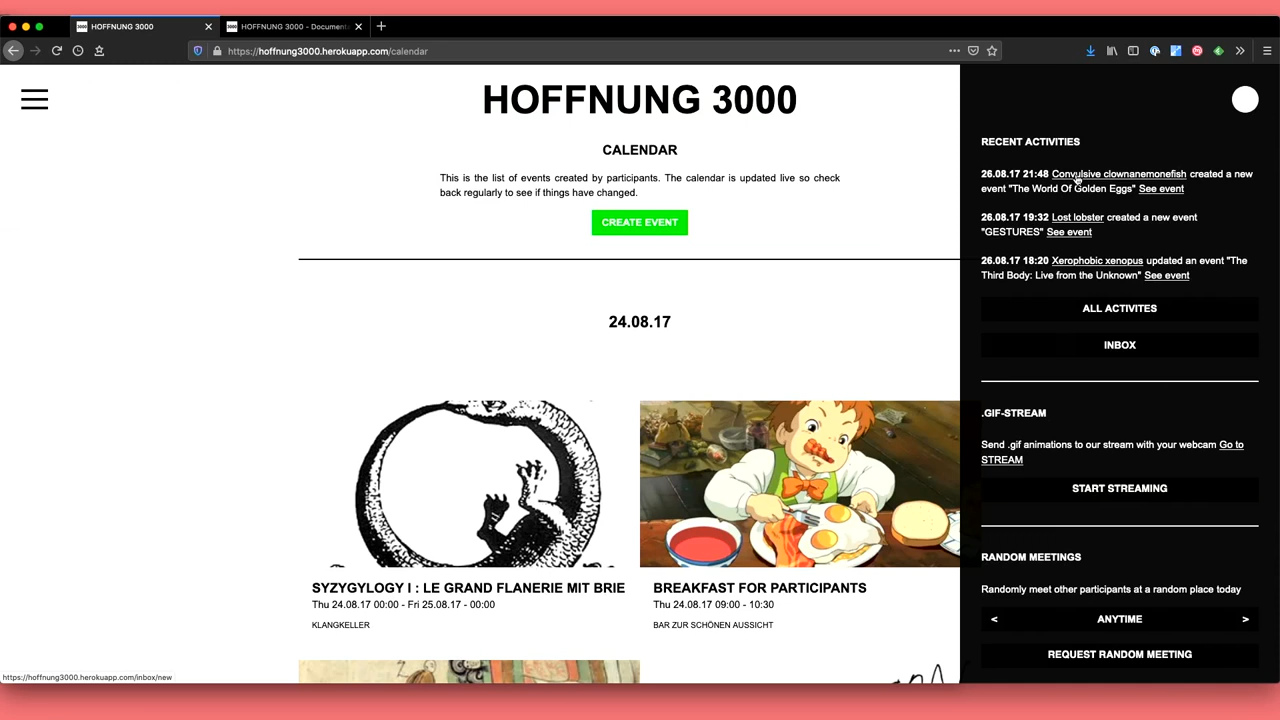 HOFFNUNG 3000
HOFFNUNG 3000 - Documenta
https://hoffnung3000.herokuapp.com/calendar
HOFFNUNG 3000
CALENDAR
This is the list of events created by participants. The calendar is updated live so check
back regularly to see if things have changed.
CREATE EVENT
24.08.17
SYZYGYLOGY I : LE GRAND FLANERIE MIT BRIE
Thu 24.08.17 00:00 - Fri 25.08.17 - 00:00
KLANGKELLER
BREAKFAST FOR PARTICIPANTS
Thu 24.08.17 09:00 - 10:30
BAR ZUR SCHÖNEN AUSSICHT
RECENT ACTIVITIES
26.08.17 21:48 Convulsive clownanemonefish created a new
event "The World Of Golden Eggs" See event
26.08.17 19:32 Lost lobster created a new event
"GESTURES" See event
26.08.17 18:20 Xerophobic xenopus updated an event "The
Third Body: Live from the Unknown" See event
ALL ACTIVITES
INBOX
.GIF-STREAM
Send .gif animations to our stream with your webcam Go to
STREAM
START STREAMING
RANDOM MEETINGS
Randomly meet other participants at a random place today
< ANYTIME >
REQUEST RANDOM MEETING
https://hoffnung3000.herokuapp.com/inbox/new